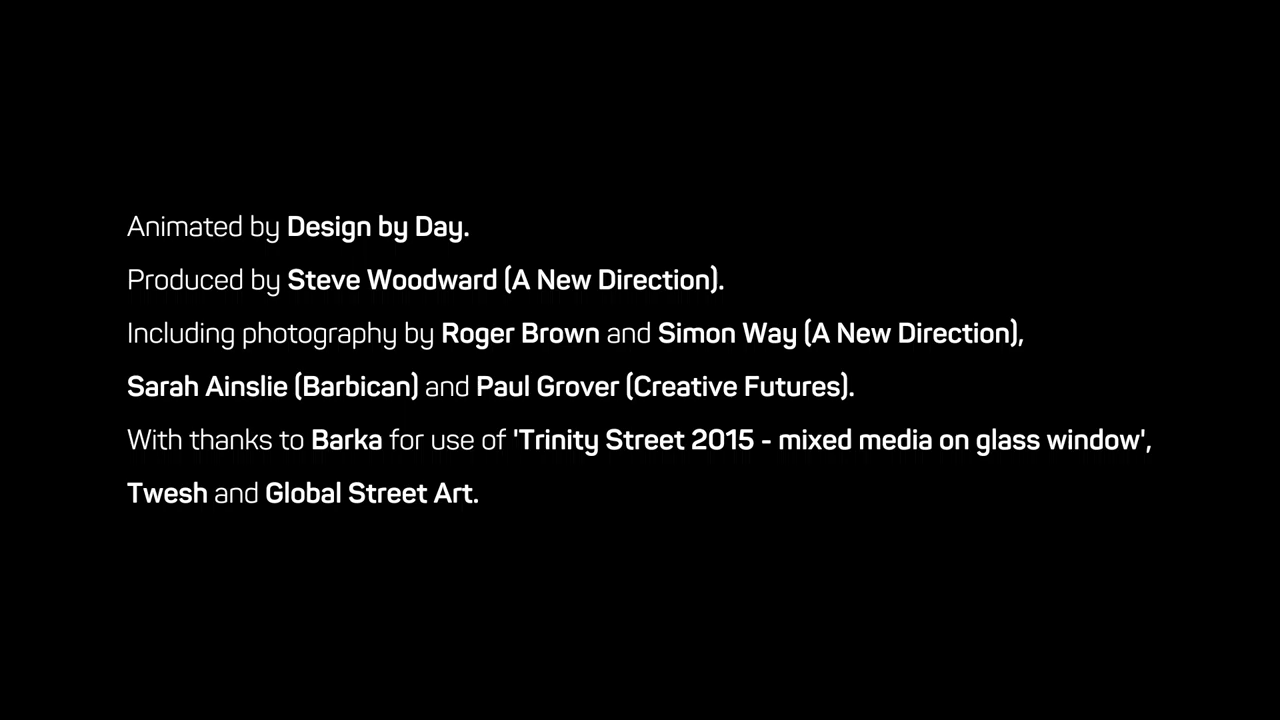 Animated by Design by Day.
Produced by Steve Woodward (A New Direction).
Including photography by Roger Brown and Simon Way (A New Direction),
Sarah Ainslie (Barbican) and Paul Grover (Creative Futures).
With thanks to Barka for use of 'Trinity Street 2015 - mixed media on glass window',
Twesh and Global Street Art.